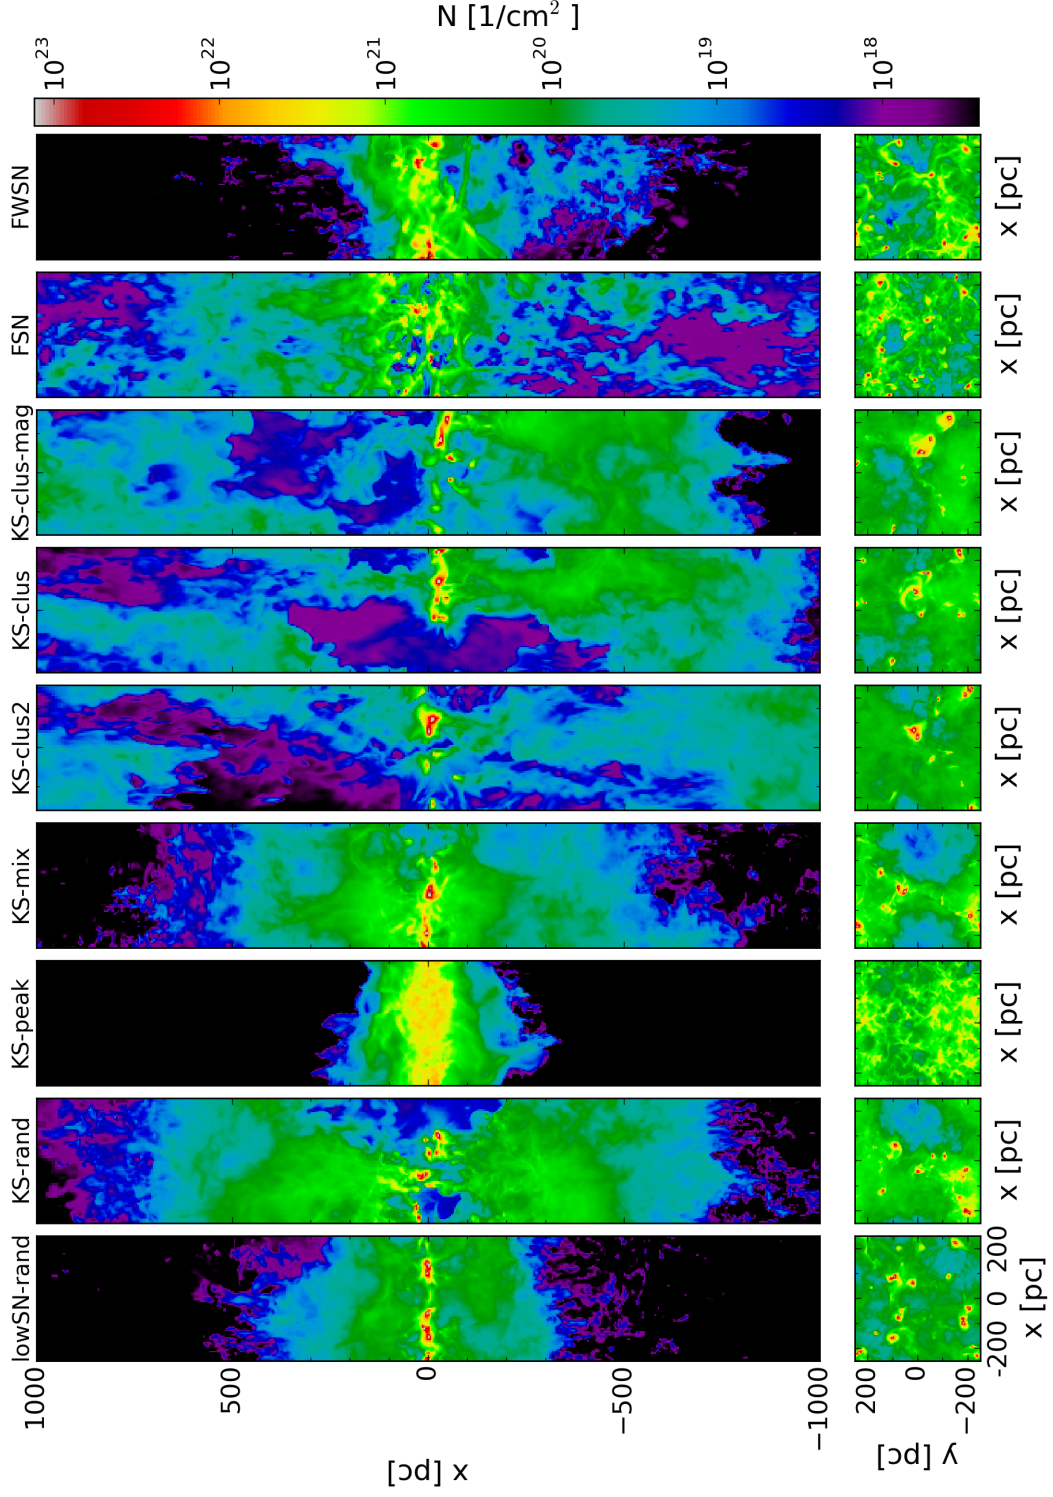 lowSN-rand
KS-rand
KS-peak
KS-mix
KS-clus2
KS-clus
KS-clus-mag
FSN
FWSN
1000
500
0
−500
−1000
x [pc]
200
0
−200
y [pc]
-200 0 200
x [pc]
x [pc]
x [pc]
x [pc]
x [pc]
x [pc]
x [pc]
x [pc]
x [pc]
10²³
10²²
10²¹
10²⁰
10¹⁹
10¹⁸
N [1/cm² ]